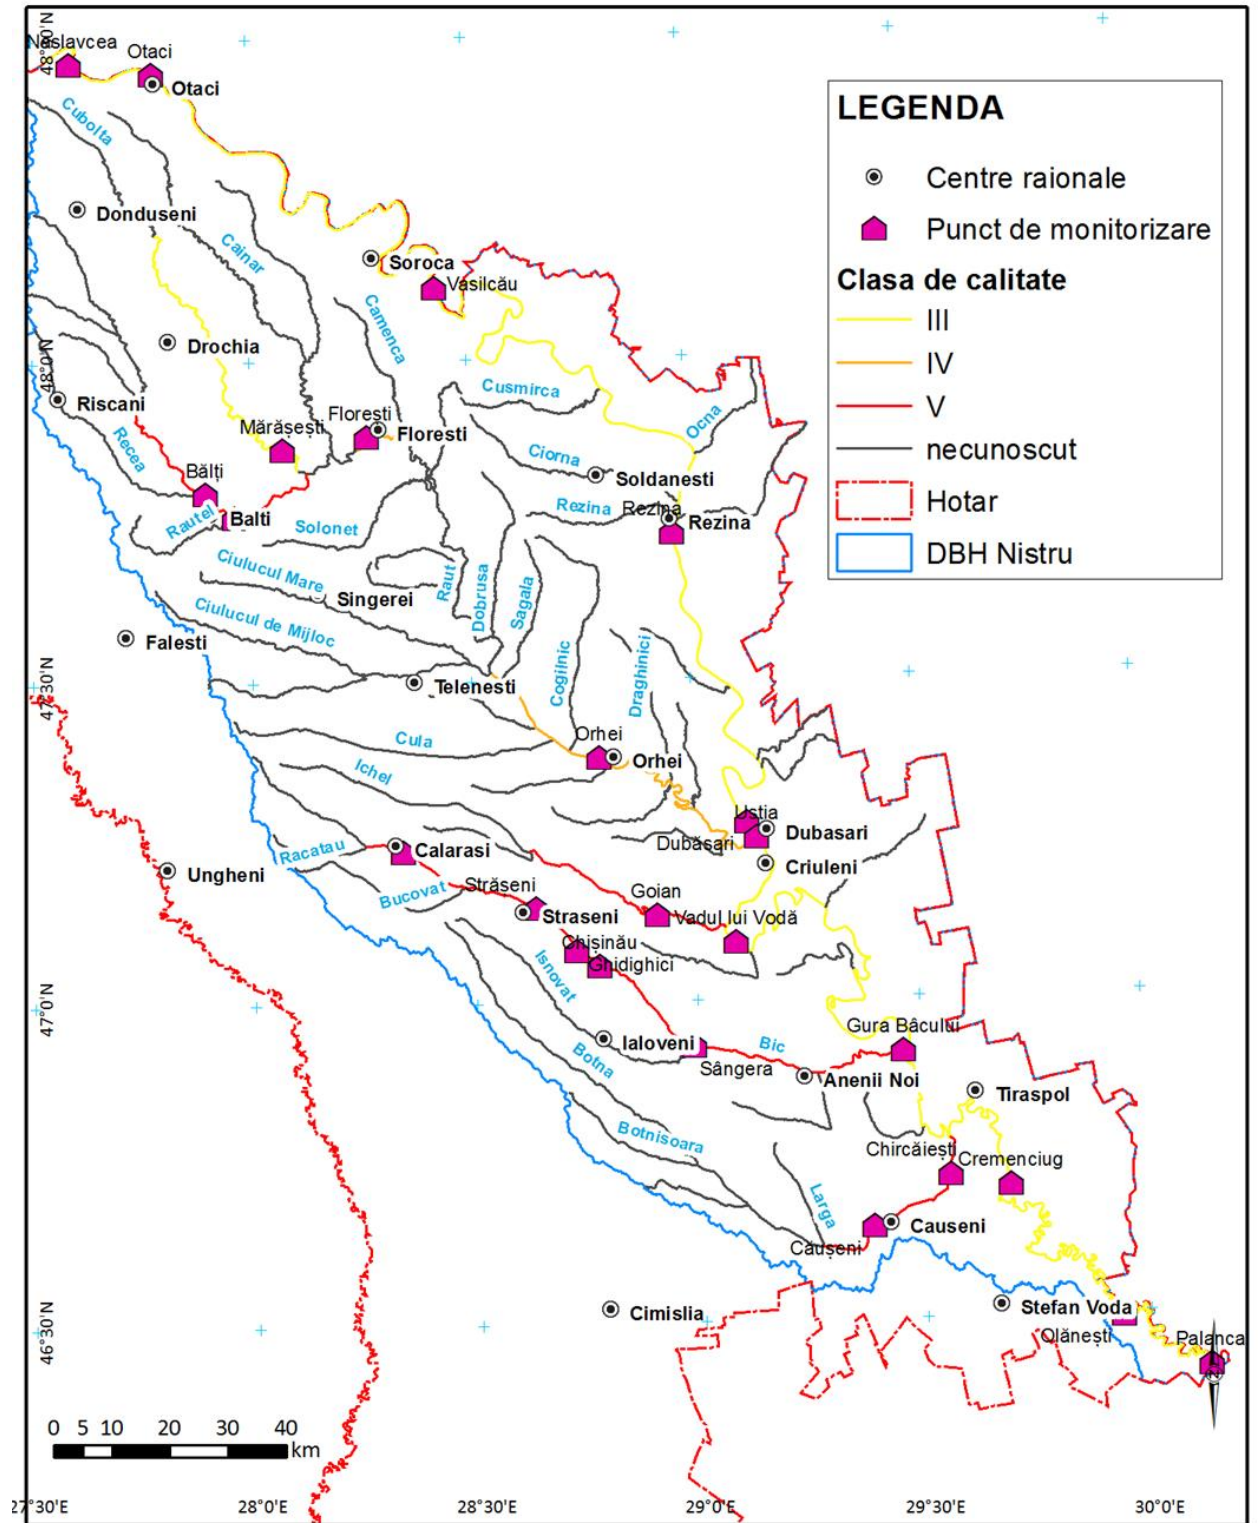 48°30'N
Naslavcea
Otaci
Otaci
Cubolta
LEGENDA
Centre raionale
Punct de monitorizare
Clasa de calitate
III
IV
V
necunoscut
Hotar
DBH Nistru
Donduseni
Cainar
Soroca
Vasilcău
Camenca
Drochia
48°0'N
Riscani
Cusmirca
Ocna
Mărășești
Florești
Floresti
Recea
Ciorna
Soldanesti
Bălți
Rautel
Balti
Solonet
Rezina
Rezina
Rezina
Ciulucul Mare
Singerei
Raut
Dobrusa
Sagala
Ciulucul de Mijloc
Falesti
Cogilnic
Draghinici
47°30'N
Telenesti
Cula
Orhei
Orhei
Ichel
Ustia
Dubăsari
Dubasari
Criuleni
Racatau
Calarasi
Ungheni
Bucovat
Străseni
Straseni
Goian
Vadul lui Vodă
Chișinău
Ghidighici
Isnovat
47°0'N
Ialoveni
Bic
Gura Bâcului
Botna
Sângera
Anenii Noi
Tiraspol
Botnisoara
Chircăiești
Cremenciug
Larga
Causeni
Căușeni
Cimislia
Stefan Voda
Olănești
Palanca
46°30'N
N
0 5 10 20 30 40
km
27°30'E 28°0'E 28°30'E 29°0'E 29°30'E 30°0'E